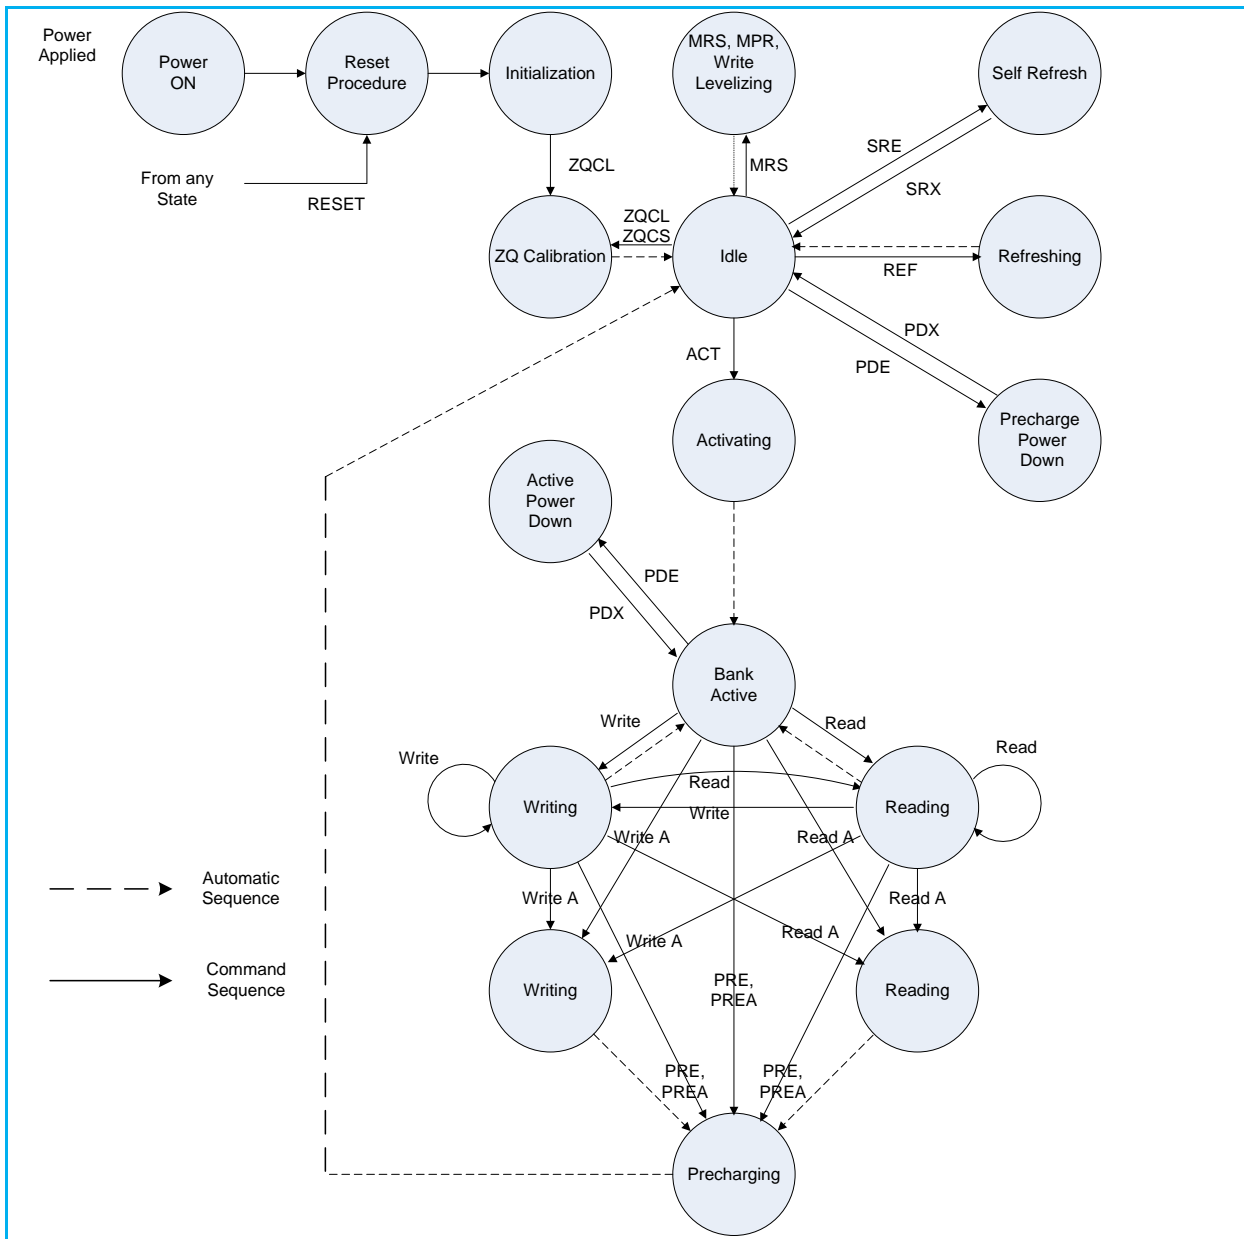 Power
Applied
Power
ON
Reset
Procedure
Initialization
MRS, MPR,
Write
Levelizing
Self Refresh
From any
State
RESET
ZQCL
MRS
SRE
SRX
ZQCL
ZQCS
ZQ Calibration
Idle
REF
Refreshing
ACT
PDX
PDE
Activating
Precharge
Power
Down
Active
Power
Down
PDE
PDX
Bank
Active
Write
Read
Write
Read
Writing
Read
Write
Reading
Write A
Read A
Automatic
Sequence
Write A
Read A
Write A
Read A
Command
Sequence
Writing
PRE,
PREA
Reading
PRE,
PREA
PRE,
PREA
Precharging